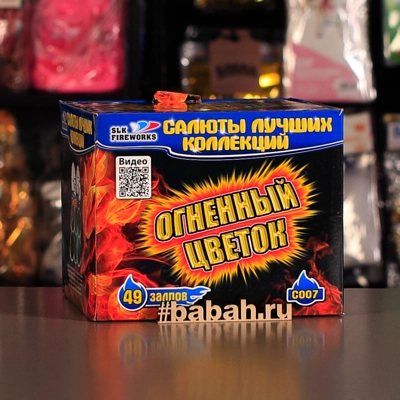 SLK
FIREWORKS
САЛЮТЫ ЛУЧШИХ
КОЛЛЕКЦИЙ
Видео
ОГНЕННЫЙ
ЦВЕТОК
49 ЗАЛПОВ
С007
#babah.ru